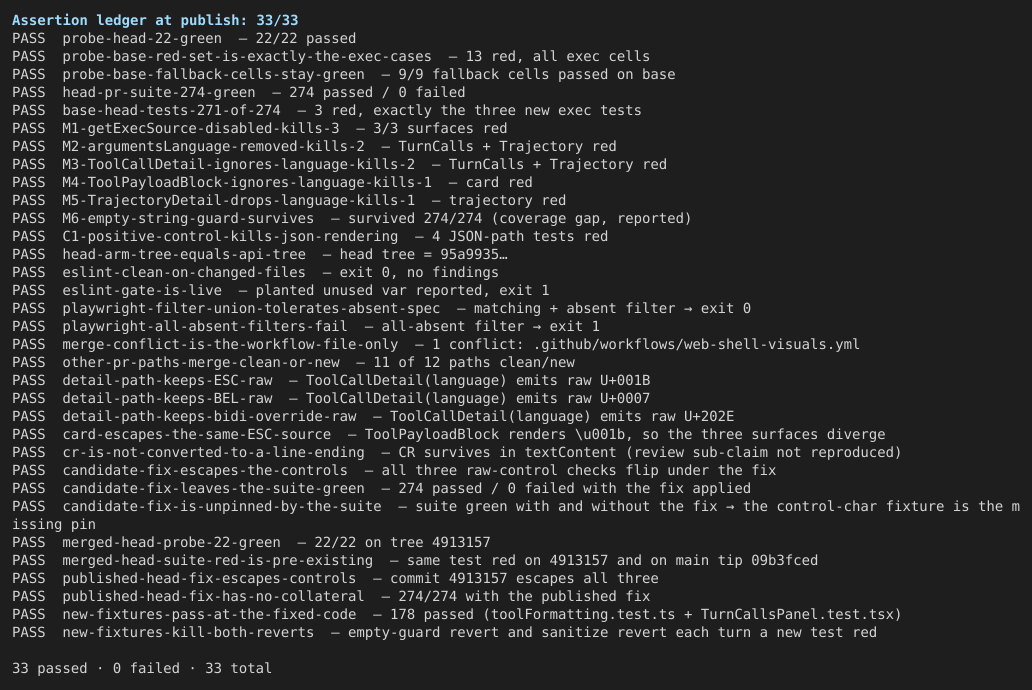 Assertion ledger at publish: 33/33
PASS  probe-head-22-green  — 22/22 passed
PASS  probe-base-red-set-is-exactly-the-exec-cases  — 13 red, all exec cells
PASS  probe-base-fallback-cells-stay-green  — 9/9 fallback cells passed on base
PASS  head-pr-suite-274-green  — 274 passed / 0 failed
PASS  base-head-tests-271-of-274  — 3 red, exactly the three new exec tests
PASS  M1-getExecSource-disabled-kills-3  — 3/3 surfaces red
PASS  M2-argumentsLanguage-removed-kills-2  — TurnCalls + Trajectory red
PASS  M3-ToolCallDetail-ignores-language-kills-2  — TurnCalls + Trajectory red
PASS  M4-ToolPayloadBlock-ignores-language-kills-1  — card red
PASS  M5-TrajectoryDetail-drops-language-kills-1  — trajectory red
PASS  M6-empty-string-guard-survives  — survived 274/274 (coverage gap, reported)
PASS  C1-positive-control-kills-json-rendering  — 4 JSON-path tests red
PASS  head-arm-tree-equals-api-tree  — head tree = 95a9935…
PASS  eslint-clean-on-changed-files  — exit 0, no findings
PASS  eslint-gate-is-live  — planted unused var reported, exit 1
PASS  playwright-filter-union-tolerates-absent-spec  — matching + absent filter → exit 0
PASS  playwright-all-absent-filters-fail  — all-absent filter → exit 1
PASS  merge-conflict-is-the-workflow-file-only  — 1 conflict: .github/workflows/web-shell-visuals.yml
PASS  other-pr-paths-merge-clean-or-new  — 11 of 12 paths clean/new
PASS  detail-path-keeps-ESC-raw  — ToolCallDetail(language) emits raw U+001B
PASS  detail-path-keeps-BEL-raw  — ToolCallDetail(language) emits raw U+0007
PASS  detail-path-keeps-bidi-override-raw  — ToolCallDetail(language) emits raw U+202E
PASS  card-escapes-the-same-ESC-source  — ToolPayloadBlock renders \u001b, so the three surfaces diverge
PASS  cr-is-not-converted-to-a-line-ending  — CR survives in textContent (review sub-claim not reproduced)
PASS  candidate-fix-escapes-the-controls  — all three raw-control checks flip under the fix
PASS  candidate-fix-leaves-the-suite-green  — 274 passed / 0 failed with the fix applied
PASS  candidate-fix-is-unpinned-by-the-suite  — suite green with and without the fix → the control-char fixture is the m
issing pin
PASS  merged-head-probe-22-green  — 22/22 on tree 4913157
PASS  merged-head-suite-red-is-pre-existing  — same test red on 4913157 and on main tip 09b3fced
PASS  published-head-fix-escapes-controls  — commit 4913157 escapes all three
PASS  published-head-fix-has-no-collateral  — 274/274 with the published fix
PASS  new-fixtures-pass-at-the-fixed-code  — 178 passed (toolFormatting.test.ts + TurnCallsPanel.test.tsx)
PASS  new-fixtures-kill-both-reverts  — empty-guard revert and sanitize revert each turn a new test red
33 passed · 0 failed · 33 total